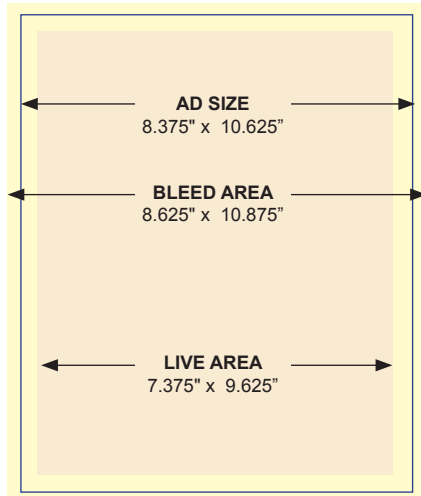 AD SIZE
8.375" x 10.625”
BLEED AREA
8.625" x 10.875”
LIVE AREA
7.375" x 9.625”